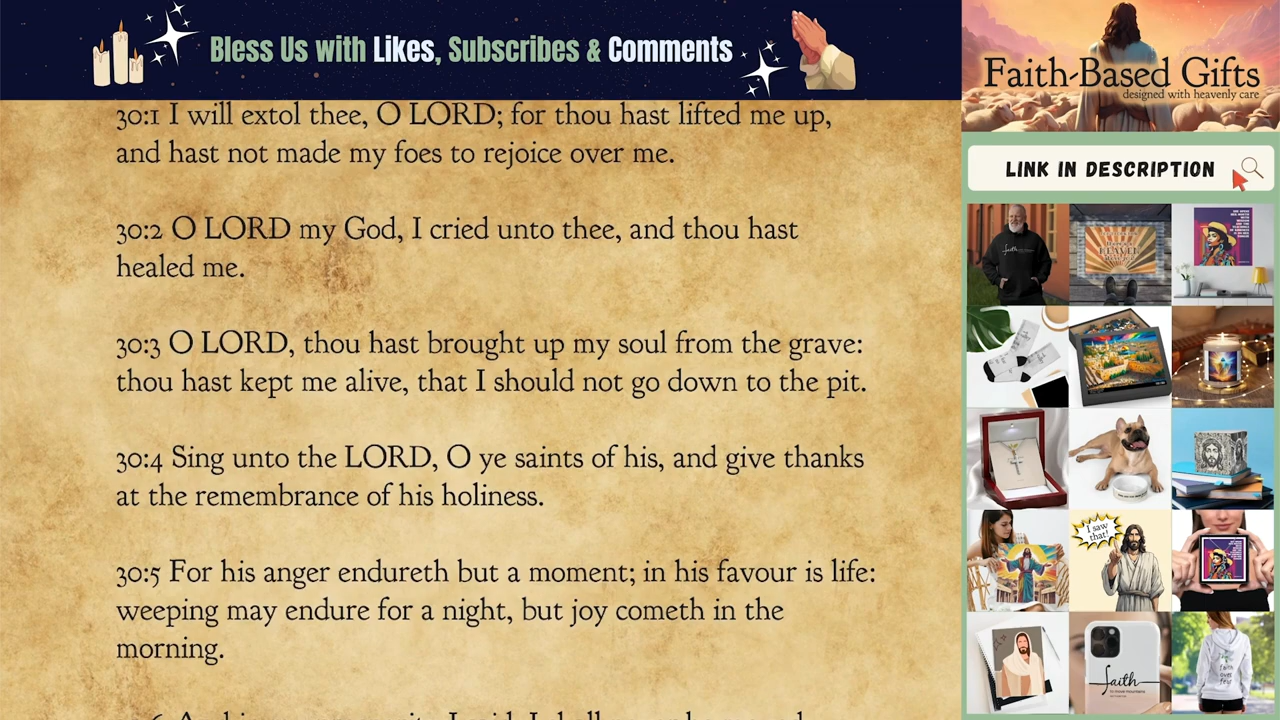 Bless Us with Likes, Subscribes & Comments
30:1 I will extol thee, O LORD; for thou hast lifted me up,
and hast not made my foes to rejoice over me.
30:2 O LORD my God, I cried unto thee, and thou hast
healed me.
30:3 O LORD, thou hast brought up my soul from the grave:
thou hast kept me alive, that I should not go down to the pit.
30:4 Sing unto the LORD, O ye saints of his, and give thanks
at the remembrance of his holiness.
30:5 For his anger endureth but a moment; in his favour is life:
weeping may endure for a night, but joy cometh in the
morning.
Faith-Based Gifts
designed with heavenly care
LINK IN DESCRIPTION
faith
I saw
that!
faith
faith
over